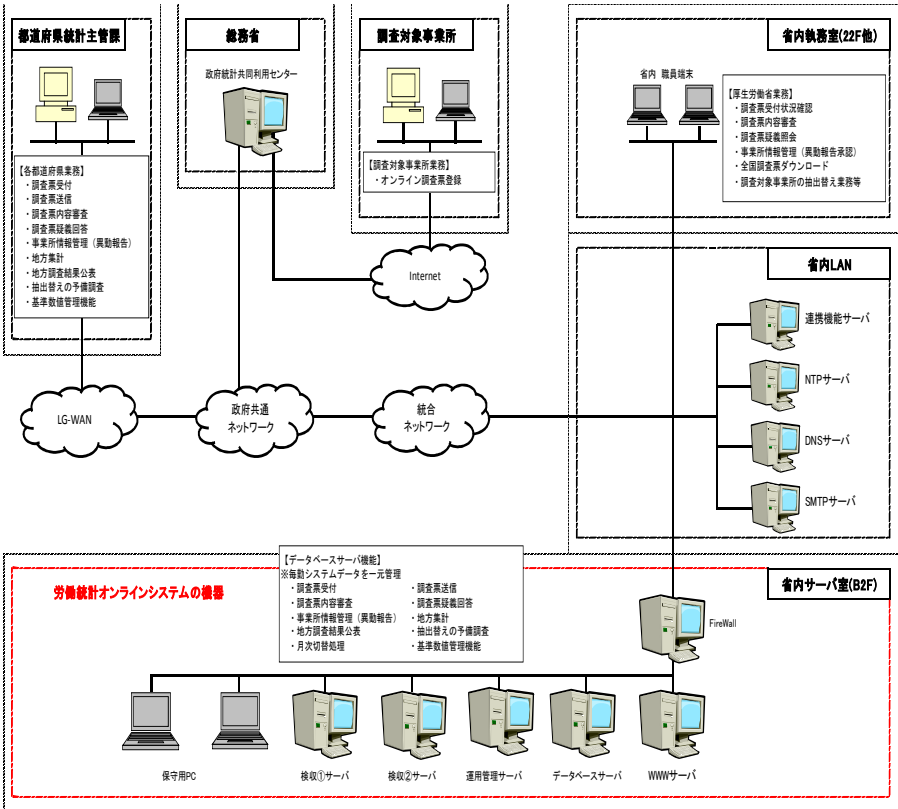 都道府県統計主管課
【各都道府県業務】
・調査票受付
・調査票送信
・調査票内容審査
・調査票疑義回答
・事業所情報管理（異動報告）
・地方集計
・地方調査結果公表
・抽出替えの予備調査
・基準数値管理機能
総務省
政府統計共同利用センター
調査対象事業所
【調査対象事業所業務】
・オンライン調査票登録
Internet
省内執務室(22F他)
省内 職員端末
【厚生労働省業務】
・調査票受付状況確認
・調査票内容審査
・調査票疑義照会
・事業所情報管理（異動報告承認）
・全国調査票ダウンロード
・調査対象事業所の抽出替え業務等
省内LAN
連携機能サーバ
NTPサーバ
DNSサーバ
SMTPサーバ
LG-WAN
政府共通
ネットワーク
統合
ネットワーク
【データベースサーバ機能】
※毎勤システムデータを一元管理
・調査票受付 ・調査票送信
・調査票内容審査 ・調査票疑義回答
・事業所情報管理（異動報告） ・地方集計
・地方調査結果公表 ・抽出替えの予備調査
・月次切替処理 ・基準数値管理機能
労働統計オンラインシステムの機器
省内サーバ室(B2F)
FireWall
保守用PC
検収①サーバ
検収②サーバ
運用管理サーバ
データベースサーバ
WWWサーバ